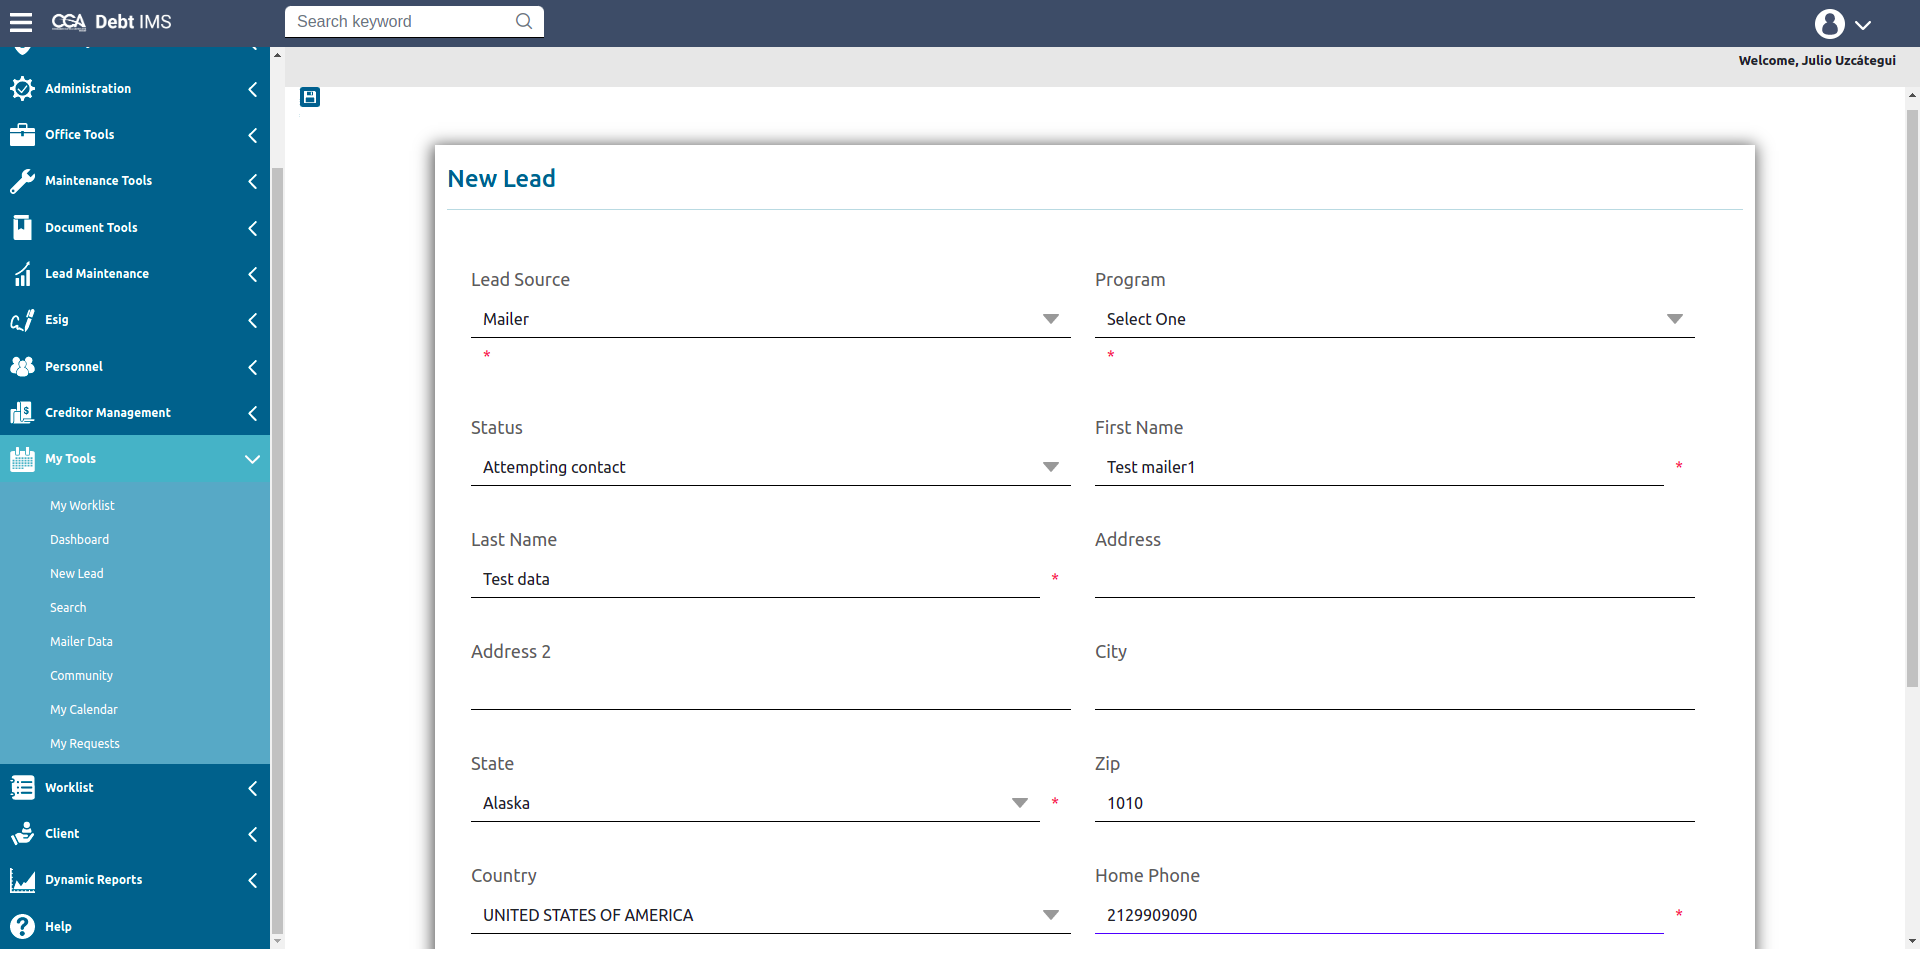 CGA Debt IMS
Search keyword
Welcome, Julio Uzcátegui
Administration
Office Tools
Maintenance Tools
Document Tools
Lead Maintenance
Esig
Personnel
Creditor Management
My Tools
My Worklist
Dashboard
New Lead
Search
Mailer Data
Community
My Calendar
My Requests
Worklist
Client
Dynamic Reports
Help
New Lead
Lead Source
Mailer
*
Program
Select One
*
Status
Attempting contact
First Name
Test mailer1 *
Last Name
Test data *
Address
Address 2
City
State
Alaska *
Zip
1010
Country
UNITED STATES OF AMERICA
Home Phone
2129909090 *